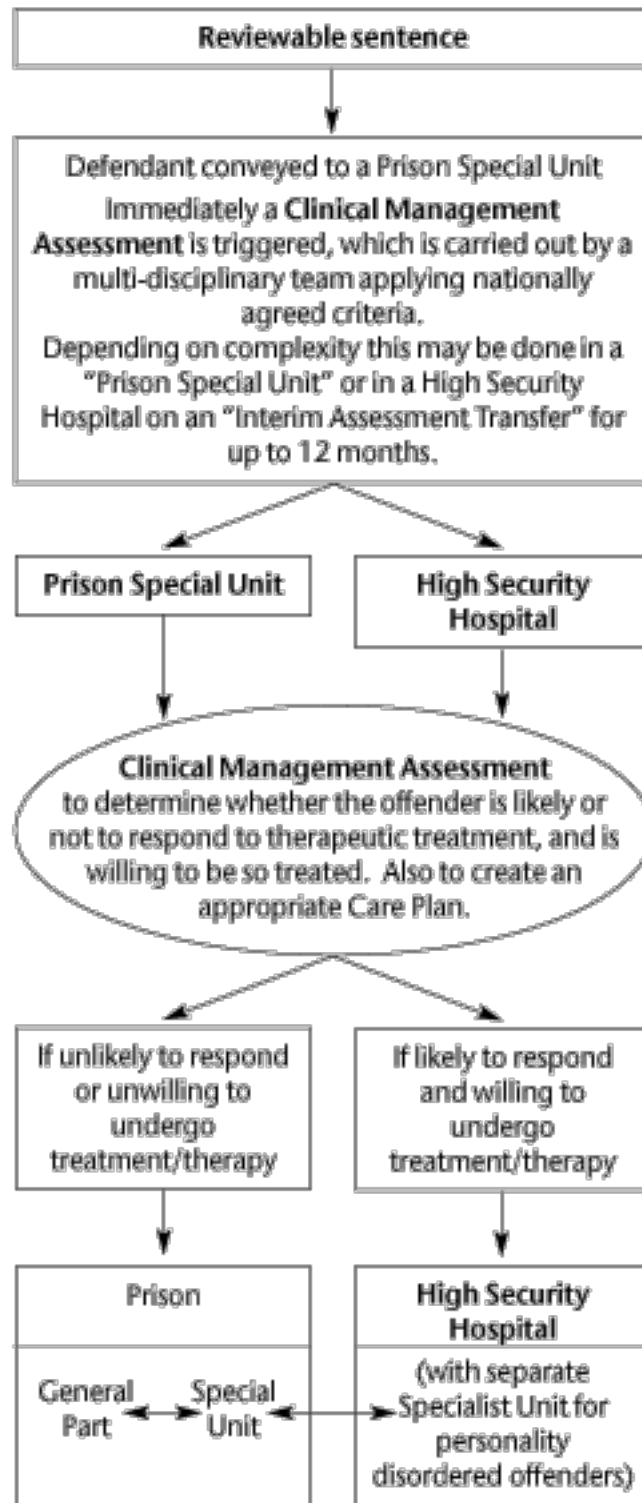 Reviewable sentence
Defendant conveyed to a Prison Special Unit
Immediately a Clinical Management
Assessment is triggered, which is carried out by a
multi-disciplinary team applying nationally
agreed criteria.
Depending on complexity this may be done in a
"Prison Special Unit" or in a High Security
Hospital on an "Interim Assessment Transfer" for
up to 12 months.
Prison Special Unit
High Security
Hospital
Clinical Management Assessment
to determine whether the offender is likely or
not to respond to therapeutic treatment, and is
willing to be so treated. Also to create an
appropriate Care Plan.
If unlikely to respond
or unwilling to
undergo
treatment/therapy
If likely to respond
and willing to
undergo
treatment/therapy
Prison
General
Part
Special
Unit
High Security
Hospital
(with separate
Specialist Unit for
personality
disordered offenders)